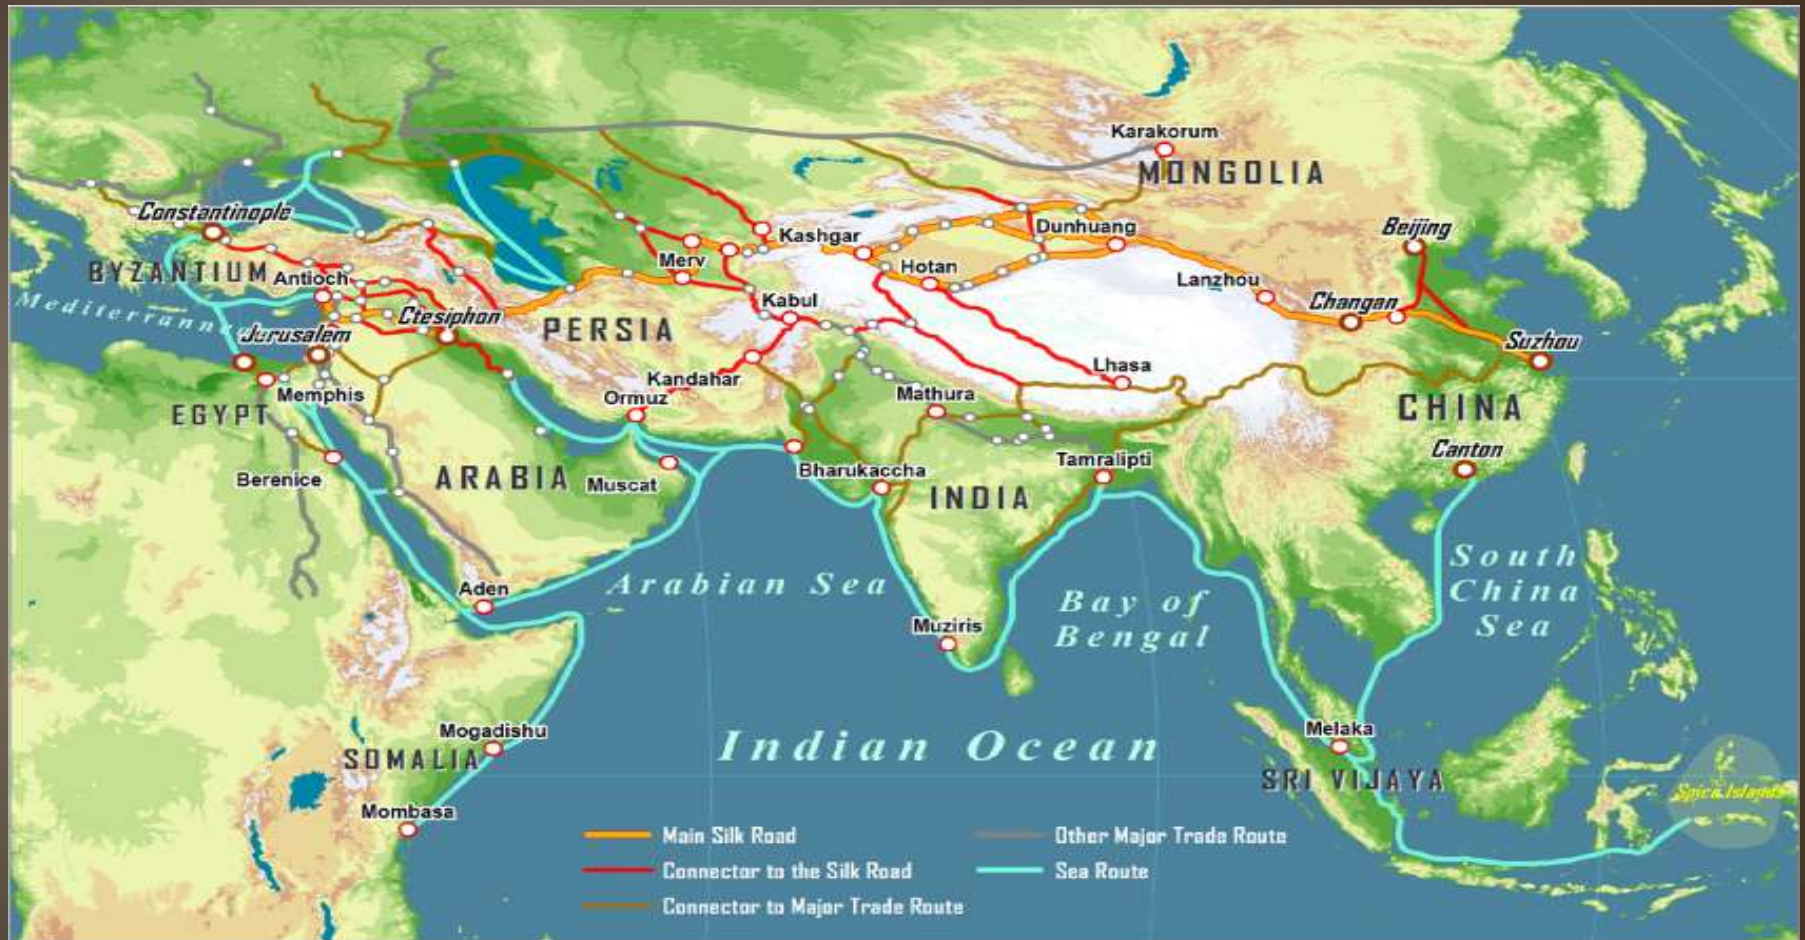 Karakorum
MONGOLIA
Constantinople
Dunhuang
Beijing
Kashgar
BYZANTIUM
Merv
Hotan
Antioch
Lanzhou
Mediterranne
Kabul
Changan
Ctesiphon
PERSIA
Jerusalem
Suzhou
Lhasa
Kandahar
Memphis
Ormuz
Mathura
EGYPT
CHINA
Canton
Tamralipti
Bharukaccha
Berenice
ARABIA
Muscat
INDIA
South
China
Sea
Arabian Sea
Aden
Bay of
Bengal
Muziris
Mogadishu
Melaka
Indian Ocean
SOMALIA
SRI VIJAYA
Spice Islands
Mombasa
Main Silk Road
Other Major Trade Route
Connector to the Silk Road
Sea Route
Connector to Major Trade Route